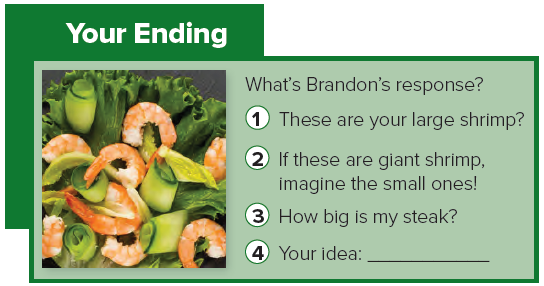 Your Ending
What's Brandon's response?
1 These are your large shrimp?
2 If these are giant shrimp,
imagine the small ones!
3 How big is my steak?
4 Your idea: ____________